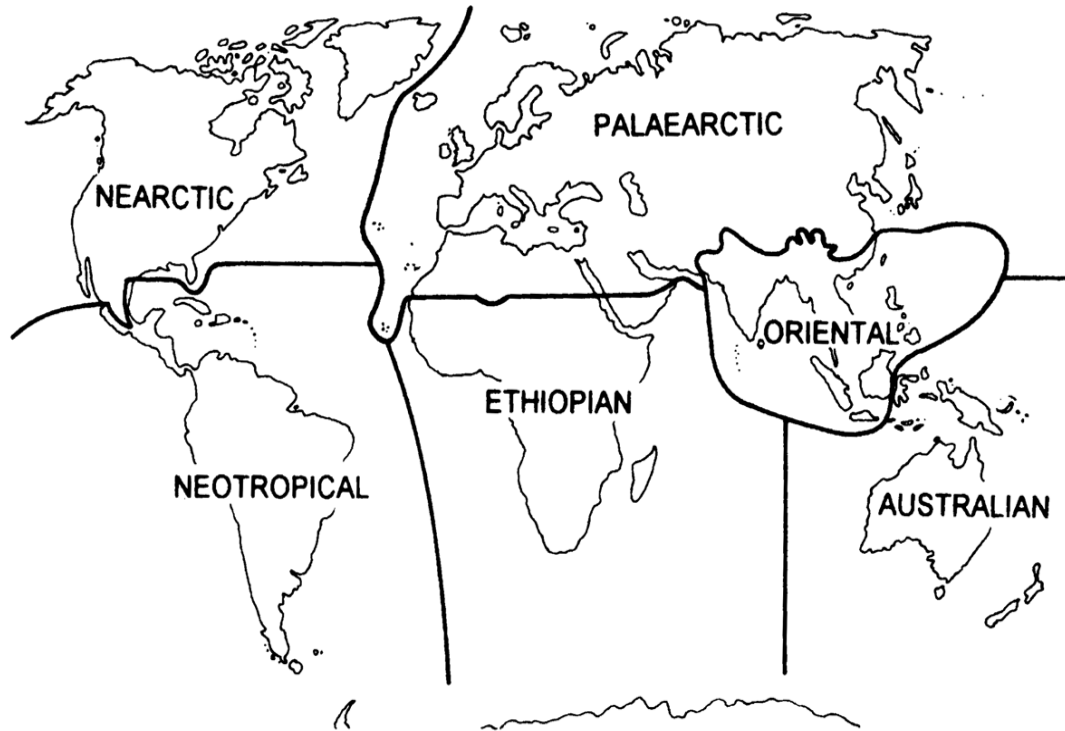 PALAEARCTIC
NEARCTIC
ORIENTAL
ETHIOPIAN
NEOTROPICAL
AUSTRALIAN